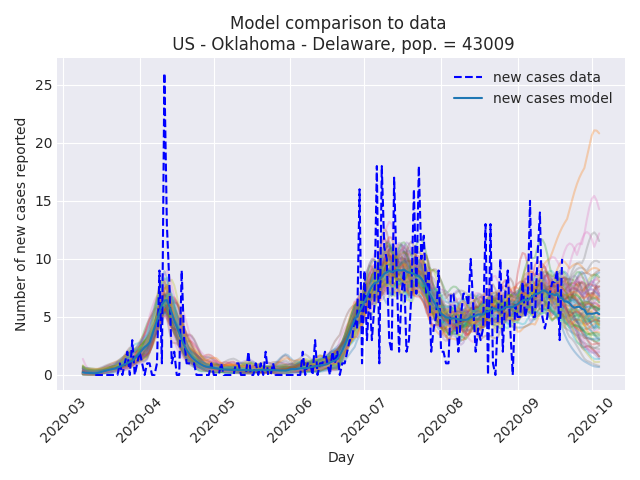 Model comparison to data
US - Oklahoma - Delaware, pop. = 43009
new cases data
new cases model
Number of new cases reported
25
20
15
10
5
0
2020-03
2020-04
2020-05
2020-06
2020-07
2020-08
2020-09
2020-10
Day